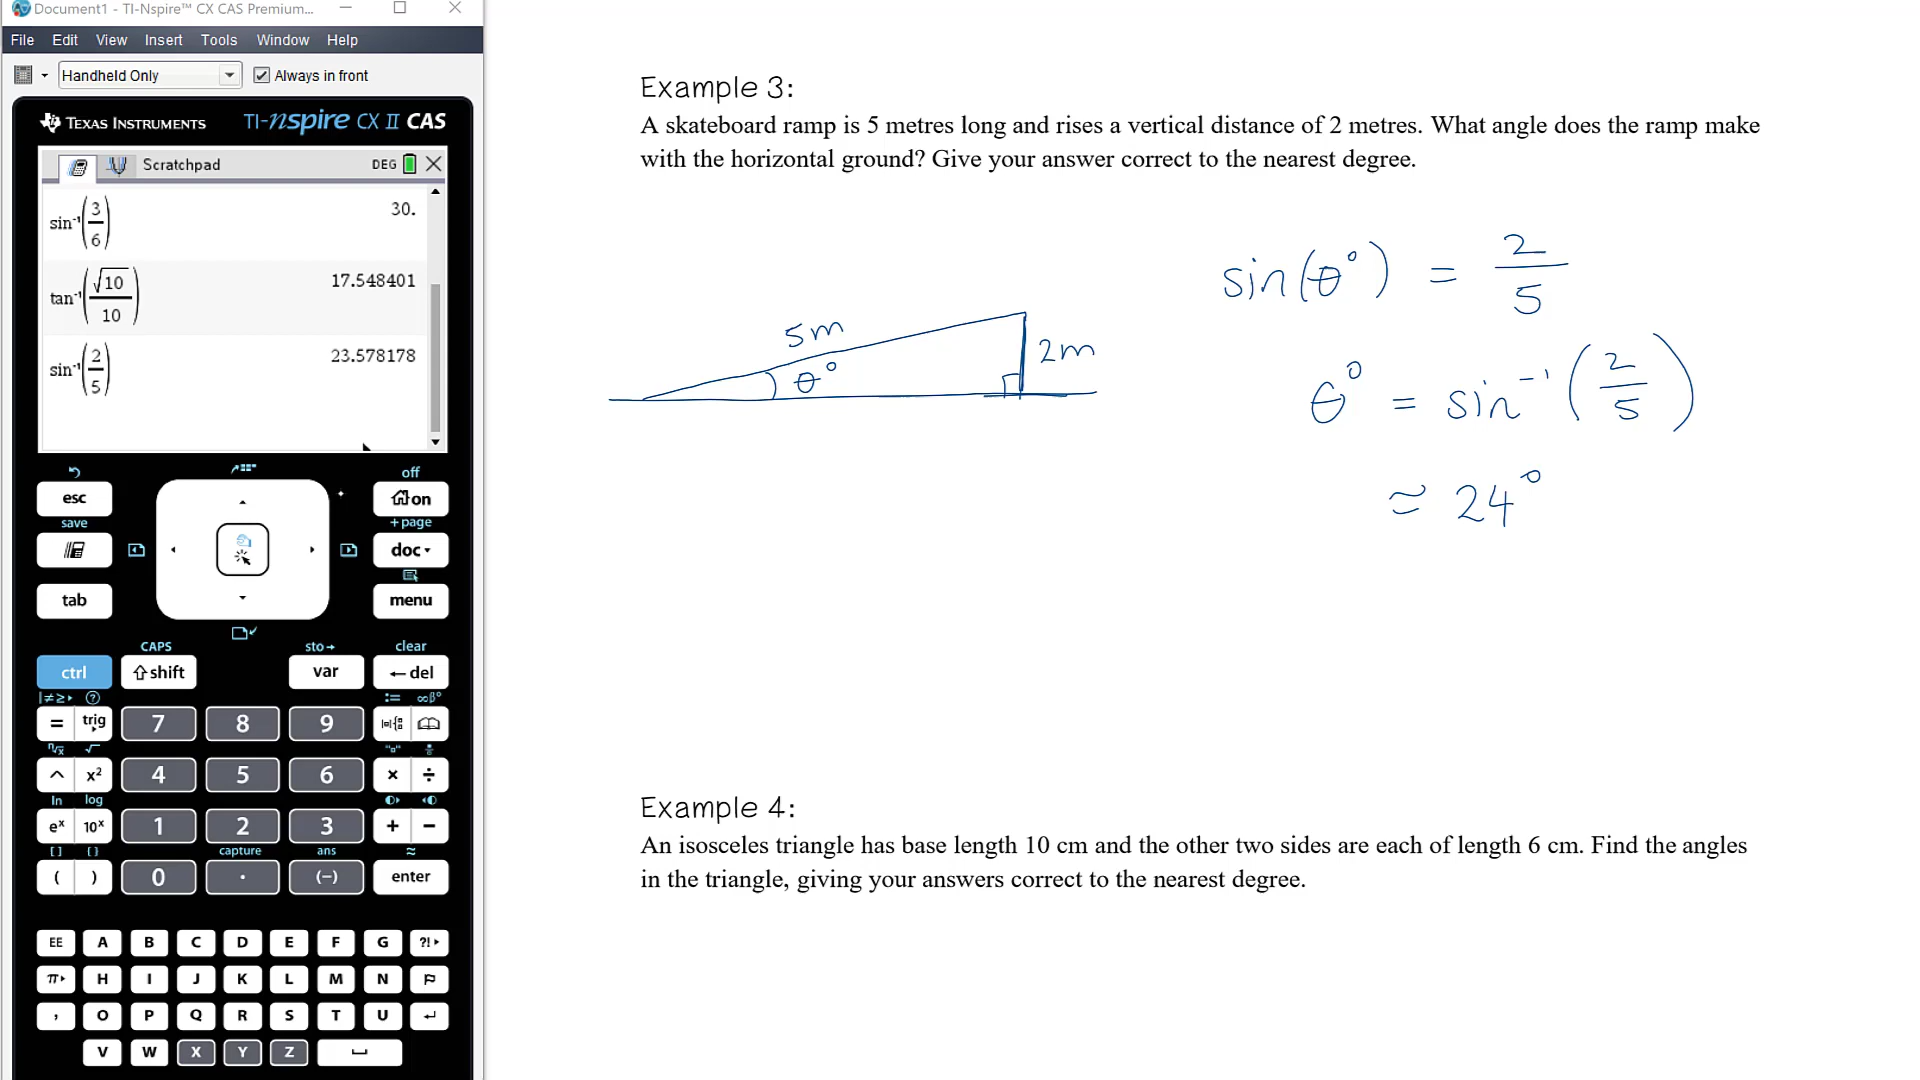 Document1 - TI-Nspire™ CX CAS Premium...
File Edit View Insert Tools Window Help
Handheld Only Always in front
TEXAS INSTRUMENTS TI-nspire CX II CAS
Scratchpad DEG
sin⁻¹(3/6) 30.
tan⁻¹(√10/10) 17.548401
sin⁻¹(2/5) 23.578178
off
esc on
save + page
doc
tab menu
CAPS sto→ clear
ctrl shift var ←del
|≠≥▸ ? := ∞β°
= trig 7 8 9
ⁿ√x √ "▫"
^ x² 4 5 6 × ÷
ln log
eˣ 10ˣ 1 2 3 + −
[ ] { } capture ans ≈
( ) 0 . (−) enter
EE A B C D E F G ?!▸
π▸ H I J K L M N
, O P Q R S T U ↵
V W X Y Z
Example 3:
A skateboard ramp is 5 metres long and rises a vertical distance of 2 metres. What angle does the ramp make
with the horizontal ground? Give your answer correct to the nearest degree.
5m
θ°
2m
sin(θ°) = 2/5
θ° = sin⁻¹(2/5)
≈ 24°
Example 4:
An isosceles triangle has base length 10 cm and the other two sides are each of length 6 cm. Find the angles
in the triangle, giving your answers correct to the nearest degree.